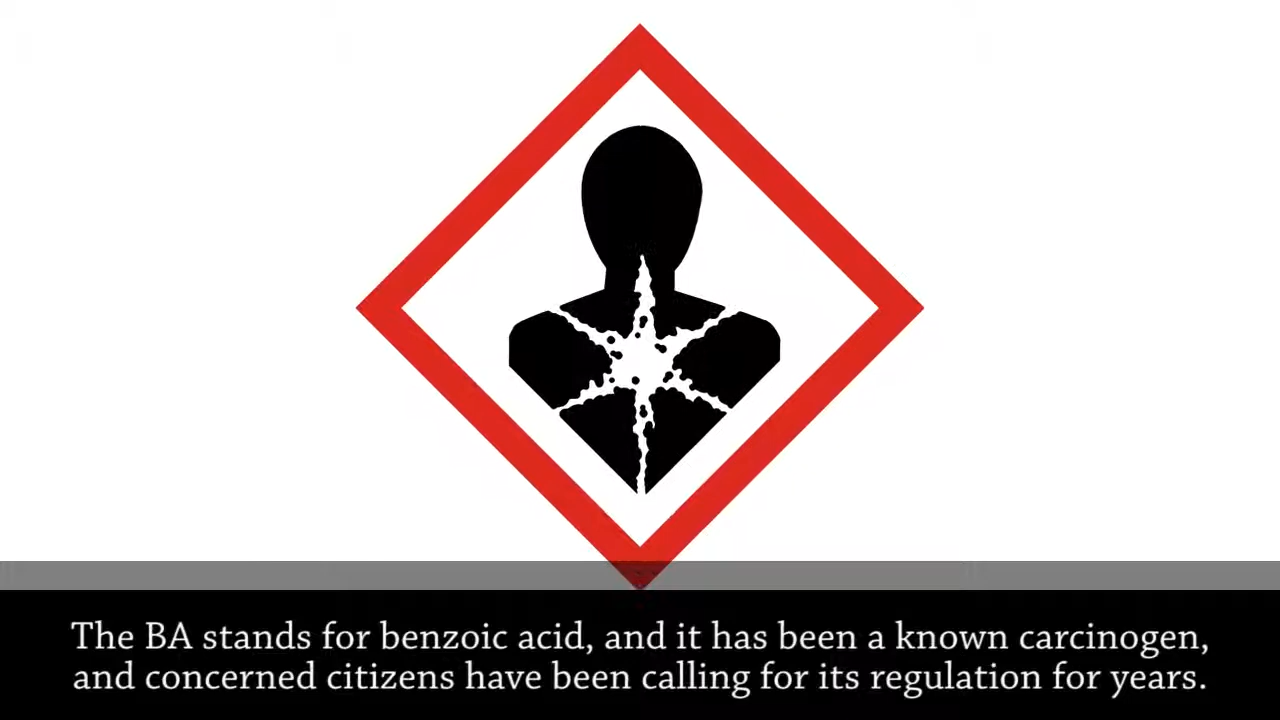 The BA stands for benzoic acid, and it has been a known carcinogen,
and concerned citizens have been calling for its regulation for years.